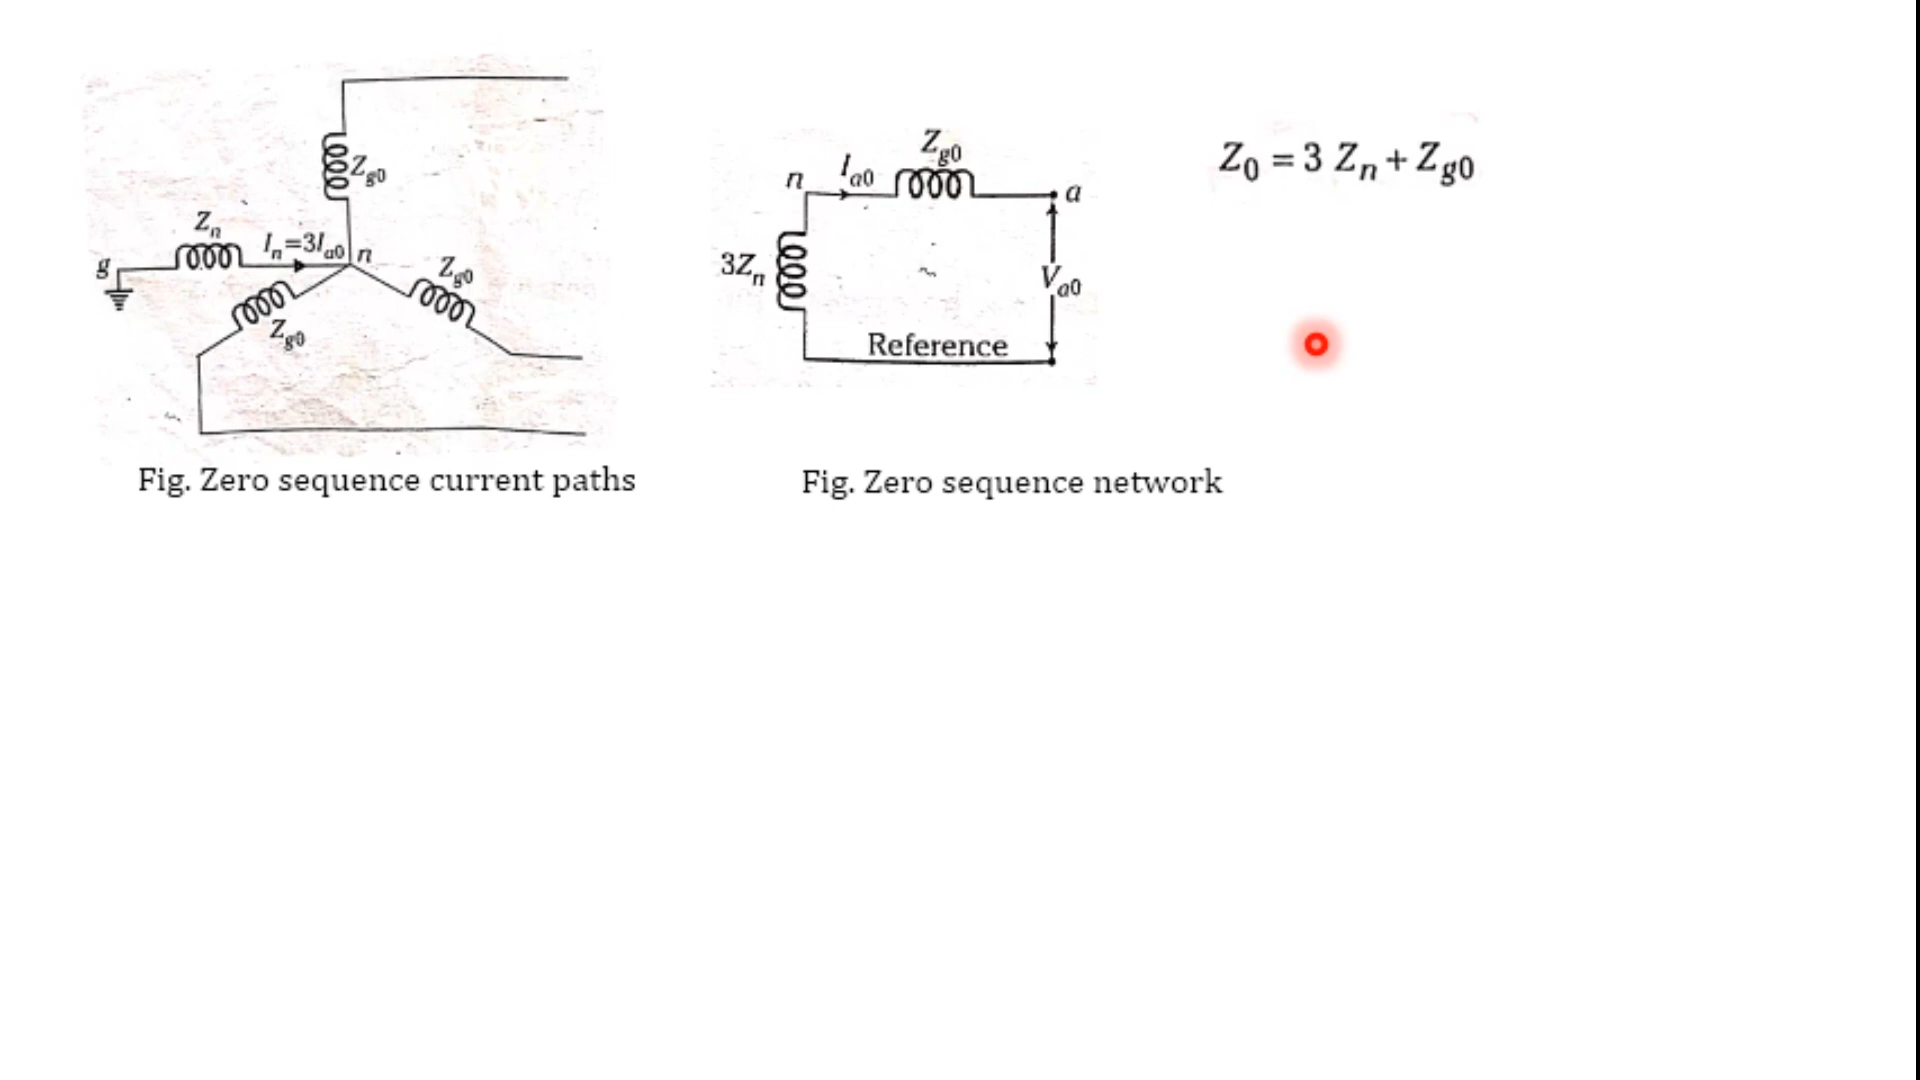 Z_g0
Z_n
I_n=3I_a0
n
g
Z_g0
Z_g0
Fig. Zero sequence current paths
Z_g0
I_a0
n
a
3Z_n
V_a0
Reference
Fig. Zero sequence network
Z_0 = 3 Z_n + Z_g0